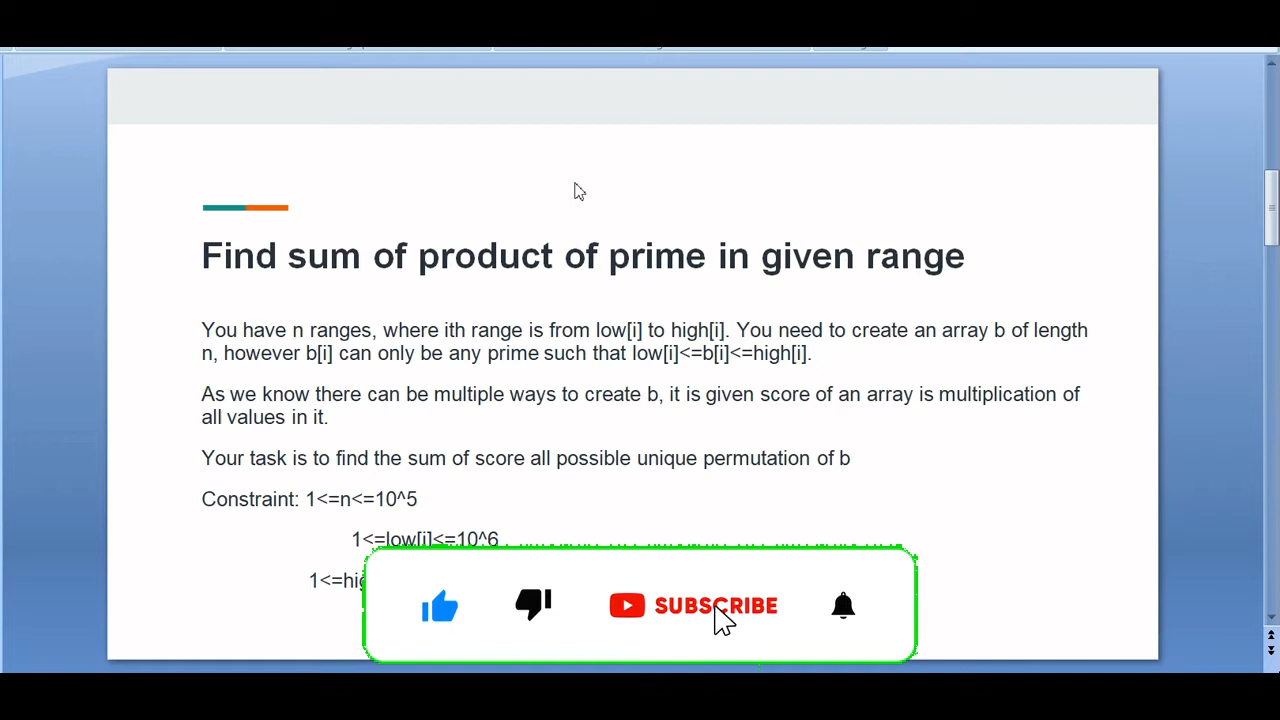 Find sum of product of prime in given range
You have n ranges, where ith range is from low[i] to high[i]. You need to create an array b of length
n, however b[i] can only be any prime such that low[i]<=b[i]<=high[i].
As we know there can be multiple ways to create b, it is given score of an array is multiplication of
all values in it.
Your task is to find the sum of score all possible unique permutation of b
Constraint: 1<=n<=10^5
1<=low[i]<=10^6
1<=hig
SUBSCRIBE